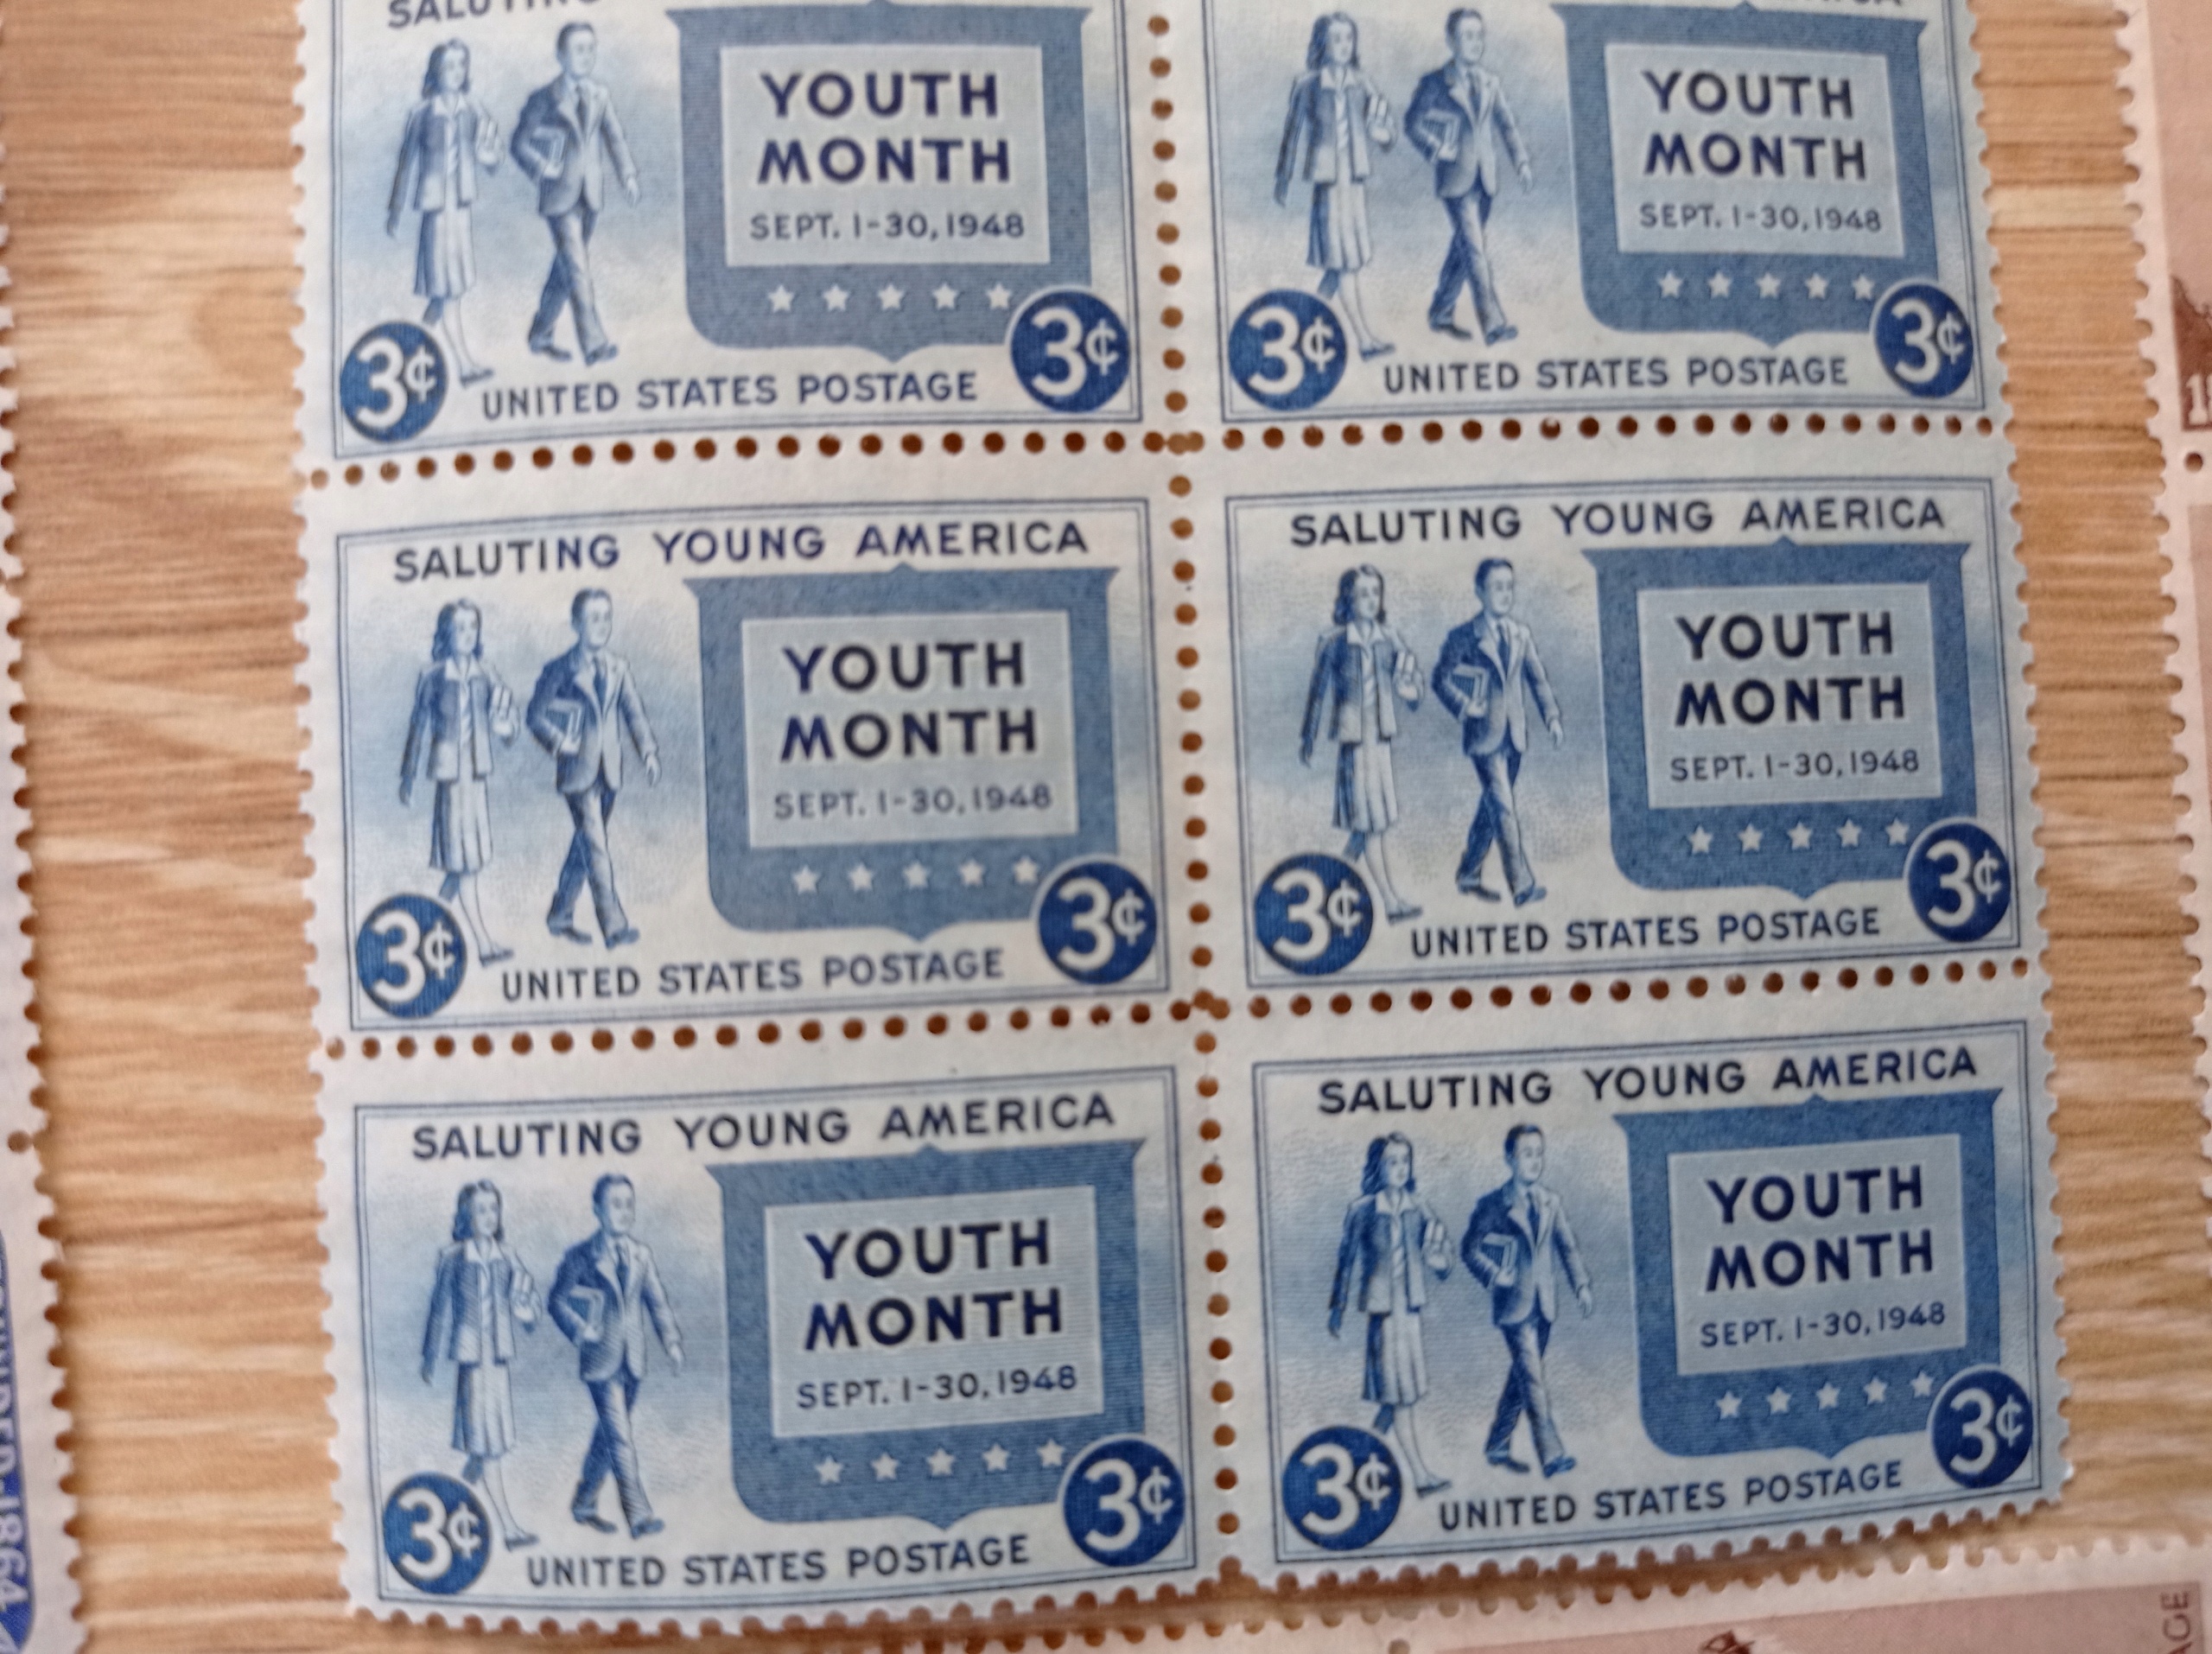 SALUTING
YOUTH
MONTH
SEPT. 1-30, 1948
3¢ UNITED STATES POSTAGE 3¢
YOUTH
MONTH
SEPT. 1-30, 1948
3¢ UNITED STATES POSTAGE 3¢
SALUTING YOUNG AMERICA
YOUTH
MONTH
SEPT. 1-30, 1948
3¢ UNITED STATES POSTAGE 3¢
SALUTING YOUNG AMERICA
YOUTH
MONTH
SEPT. 1-30, 1948
3¢ UNITED STATES POSTAGE 3¢
SALUTING YOUNG AMERICA
YOUTH
MONTH
SEPT. 1-30, 1948
3¢ UNITED STATES POSTAGE 3¢
SALUTING YOUNG AMERICA
YOUTH
MONTH
SEPT. 1-30, 1948
3¢ UNITED STATES POSTAGE 3¢